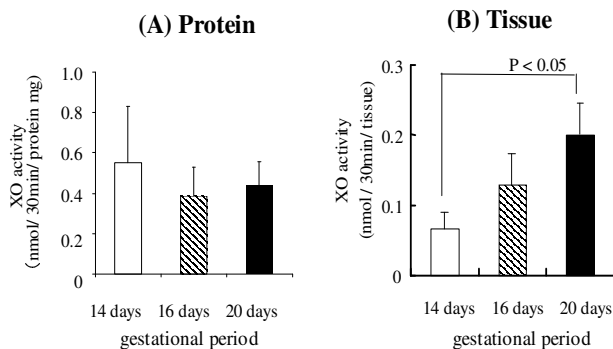 (A) Protein
XO activity
(nmol/ 30min/ protein mg)
1.0
0.8
0.6
0.4
0.2
0
14 days 16 days 20 days
gestational period
(B) Tissue
P < 0.05
XO activity
(nmol/ 30min/ tissue)
0.3
0.2
0.1
0
14 days 16 days 20 days
gestational period